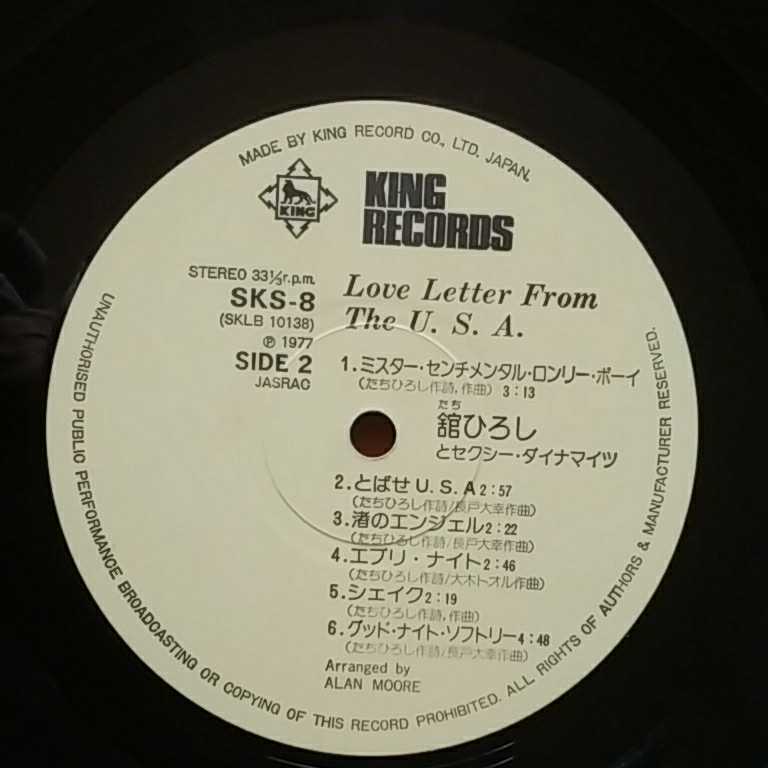 MADE BY KING RECORD CO., LTD. JAPAN.
KING
KING
RECORDS
STEREO 33⅓r.p.m.
SKS-8
(SKLB 10138)
Ⓟ 1977
SIDE 2
JASRAC
Love Letter From
The U. S. A.
1.ミスター・センチメンタル・ロンリー・ボーイ
(たちひろし作詩,作曲) 3:13
たち
舘ひろし
とセクシー・ダイナマイツ
2.とばせU.S.A 2:57
(たちひろし作詩/長戸大幸作曲)
3.渚のエンジェル 2:22
(たちひろし作詩/長戸大幸作曲)
4.エブリ・ナイト 2:46
(たちひろし作詩/大木トオル作曲)
5.シェイク 2:19
(たちひろし作詩,作曲)
6.グッド・ナイト・ソフトリー 4:48
(たちひろし作詩/長戸大幸作曲)
Arranged by
ALAN MOORE
UNAUTHORISED PUBLIC PERFORMANCE BROADCASTING OR COPYING OF THIS RECORD PROHIBITED. ALL RIGHTS OF AUTHORS & MANUFACTURER RESERVED.